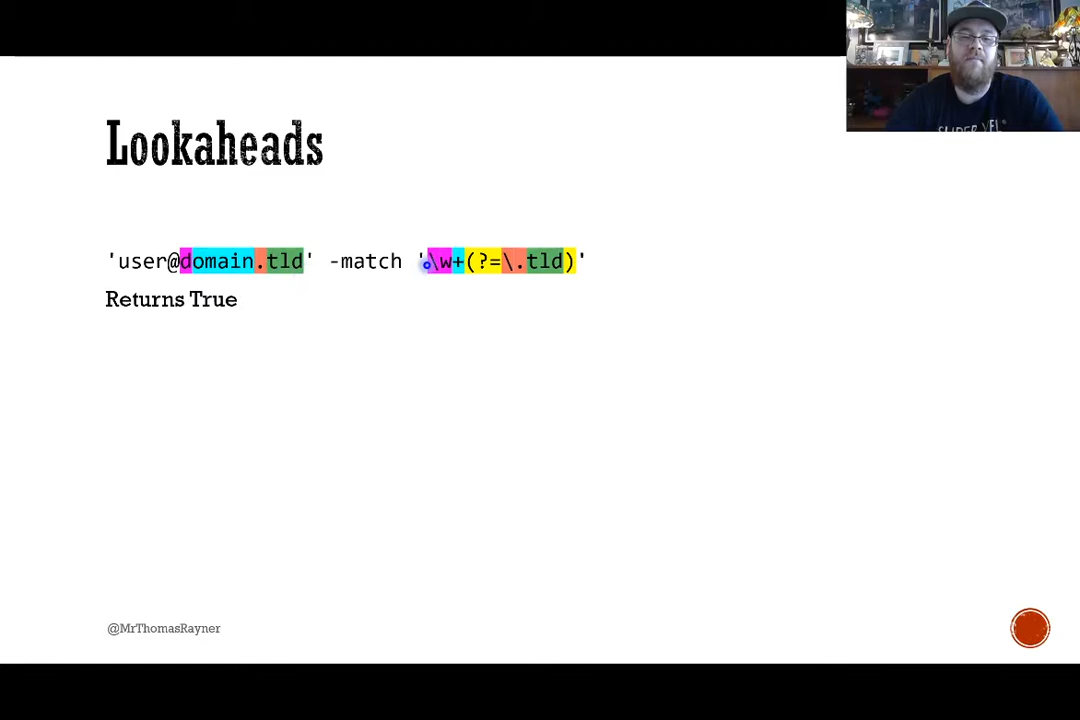 Lookaheads
'user@domain.tld' -match '\w+(?=\.tld)'
Returns True
@MrThomasRayner